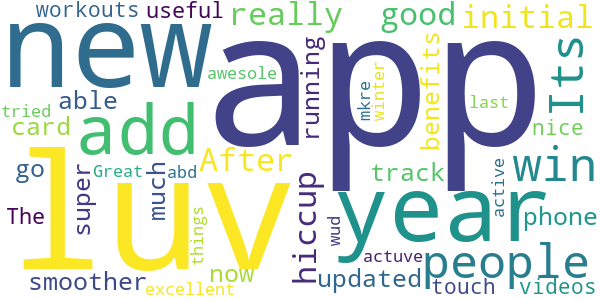 workouts useful really good initial
new app Its
awesole
able running benefits mkre winter
tried card add last
After nice
go Great abd track win
super much
The luv hiccup year active phone
wud people
things now actuve
smoother updated touch videos
excellent